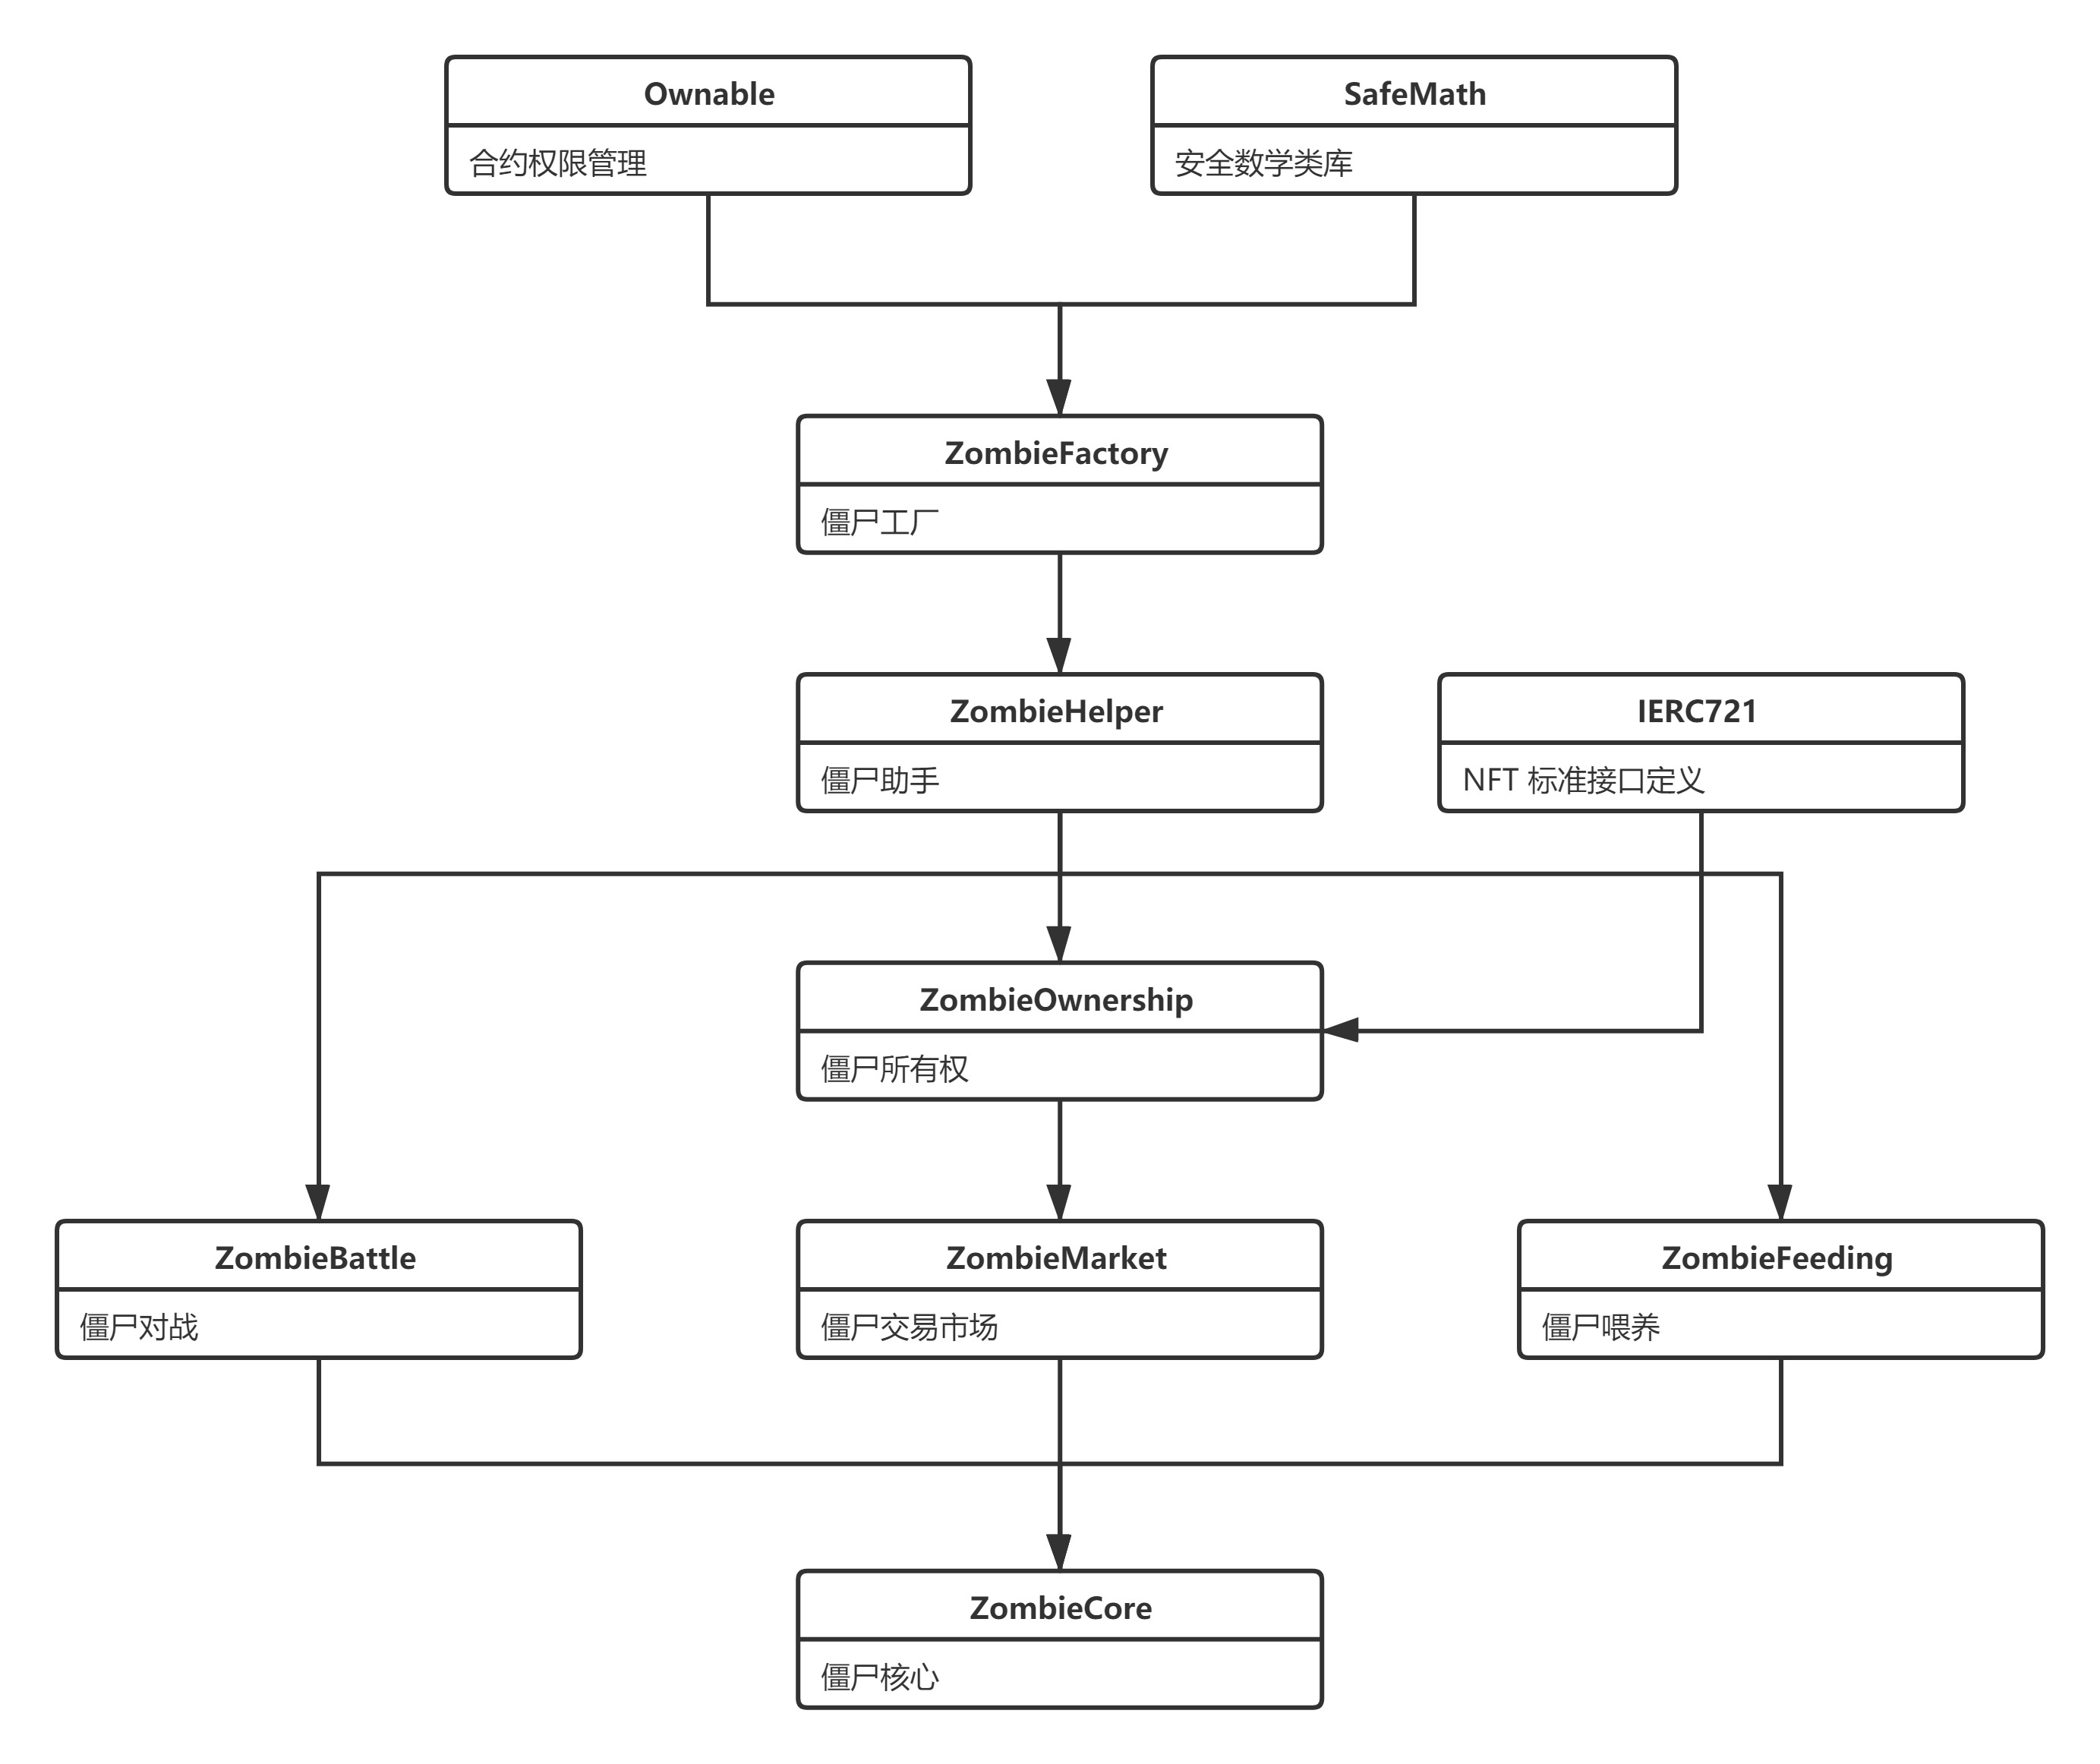 Ownable
合约权限管理
SafeMath
安全数学类库
ZombieFactory
僵尸工厂
ZombieHelper
僵尸助手
IERC721
NFT 标准接口定义
ZombieOwnership
僵尸所有权
ZombieBattle
僵尸对战
ZombieMarket
僵尸交易市场
ZombieFeeding
僵尸喂养
ZombieCore
僵尸核心